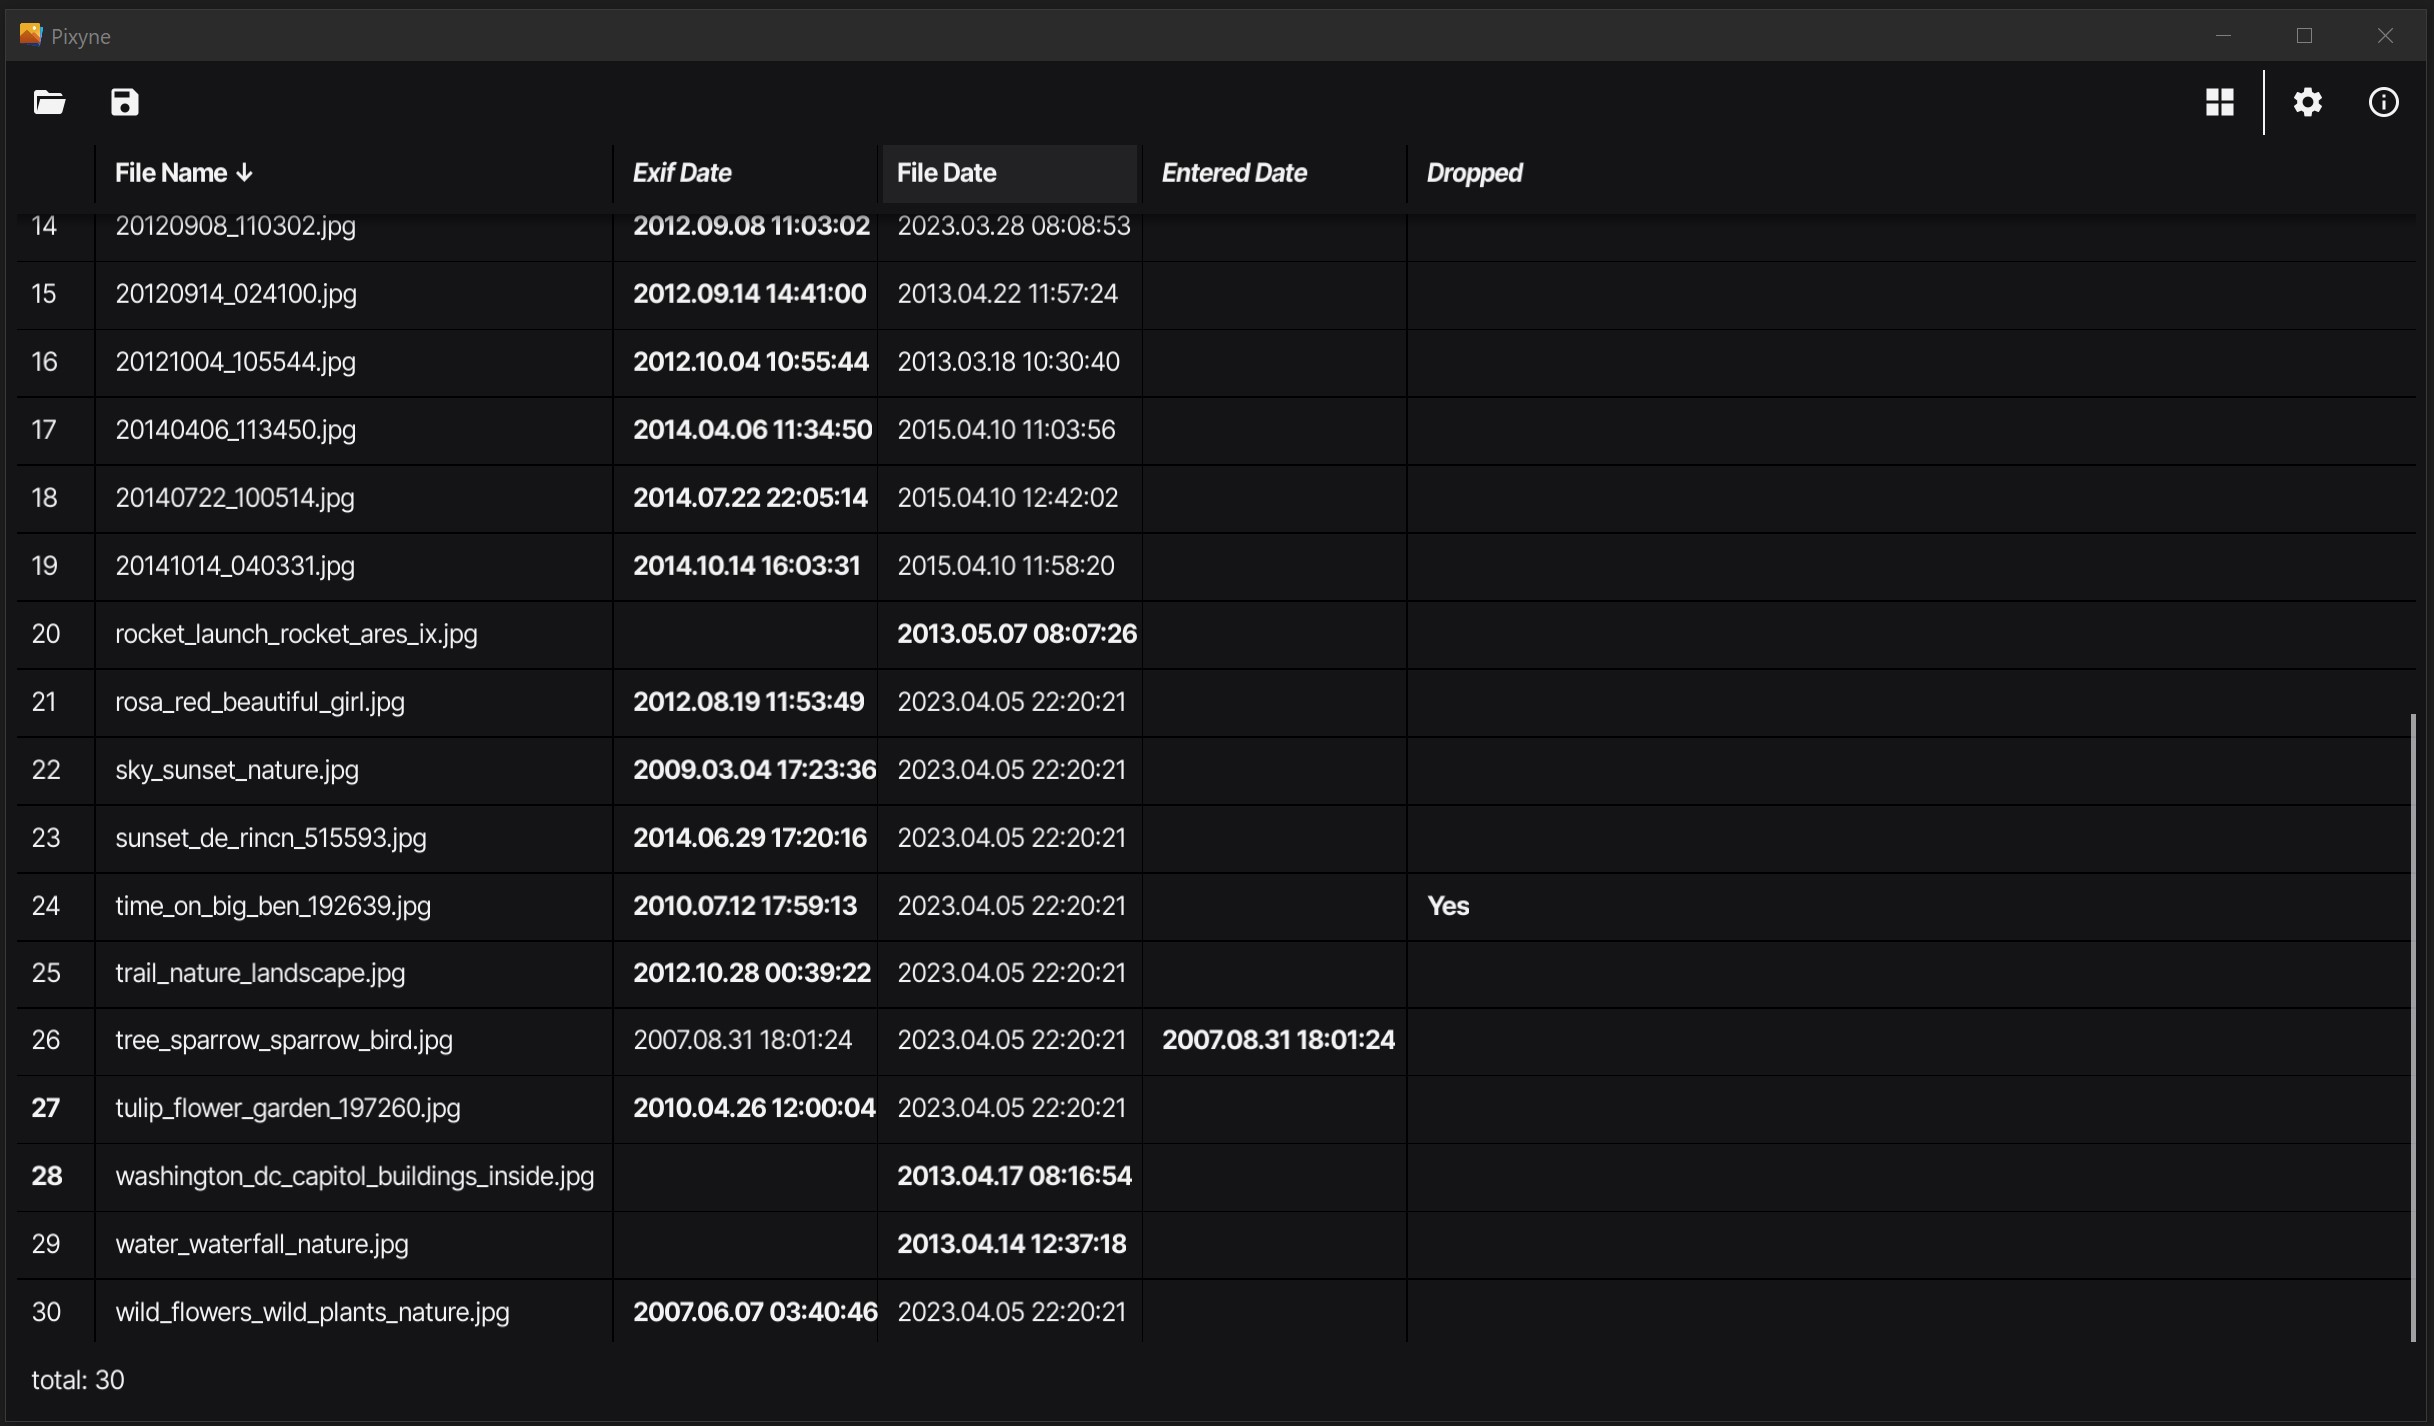 Pixyne
File Name ↓ Exif Date File Date Entered Date Dropped
14 20120908_110302.jpg 2012.09.08 11:03:02 2023.03.28 08:08:53
15 20120914_024100.jpg 2012.09.14 14:41:00 2013.04.22 11:57:24
16 20121004_105544.jpg 2012.10.04 10:55:44 2013.03.18 10:30:40
17 20140406_113450.jpg 2014.04.06 11:34:50 2015.04.10 11:03:56
18 20140722_100514.jpg 2014.07.22 22:05:14 2015.04.10 12:42:02
19 20141014_040331.jpg 2014.10.14 16:03:31 2015.04.10 11:58:20
20 rocket_launch_rocket_ares_ix.jpg 2013.05.07 08:07:26
21 rosa_red_beautiful_girl.jpg 2012.08.19 11:53:49 2023.04.05 22:20:21
22 sky_sunset_nature.jpg 2009.03.04 17:23:36 2023.04.05 22:20:21
23 sunset_de_rincn_515593.jpg 2014.06.29 17:20:16 2023.04.05 22:20:21
24 time_on_big_ben_192639.jpg 2010.07.12 17:59:13 2023.04.05 22:20:21 Yes
25 trail_nature_landscape.jpg 2012.10.28 00:39:22 2023.04.05 22:20:21
26 tree_sparrow_sparrow_bird.jpg 2007.08.31 18:01:24 2023.04.05 22:20:21 2007.08.31 18:01:24
27 tulip_flower_garden_197260.jpg 2010.04.26 12:00:04 2023.04.05 22:20:21
28 washington_dc_capitol_buildings_inside.jpg 2013.04.17 08:16:54
29 water_waterfall_nature.jpg 2013.04.14 12:37:18
30 wild_flowers_wild_plants_nature.jpg 2007.06.07 03:40:46 2023.04.05 22:20:21
total: 30